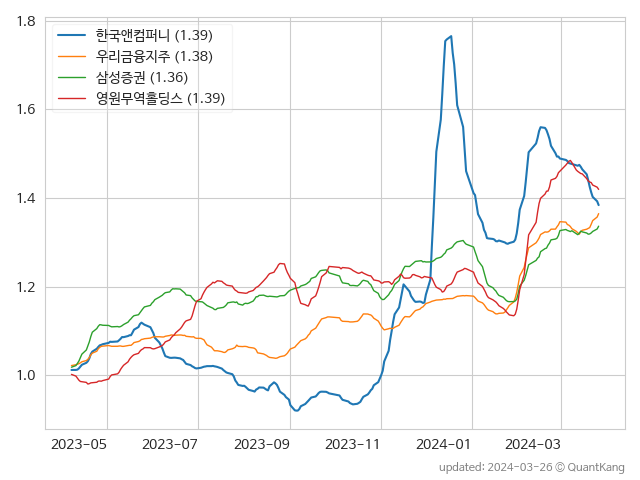 1.8
1.6
1.4
1.2
1.0
한국앤컴퍼니 (1.39)
우리금융지주 (1.38)
삼성증권 (1.36)
영원무역홀딩스 (1.39)
2023-05 2023-07 2023-09 2023-11 2024-01 2024-03
updated: 2024-03-26 © QuantKang